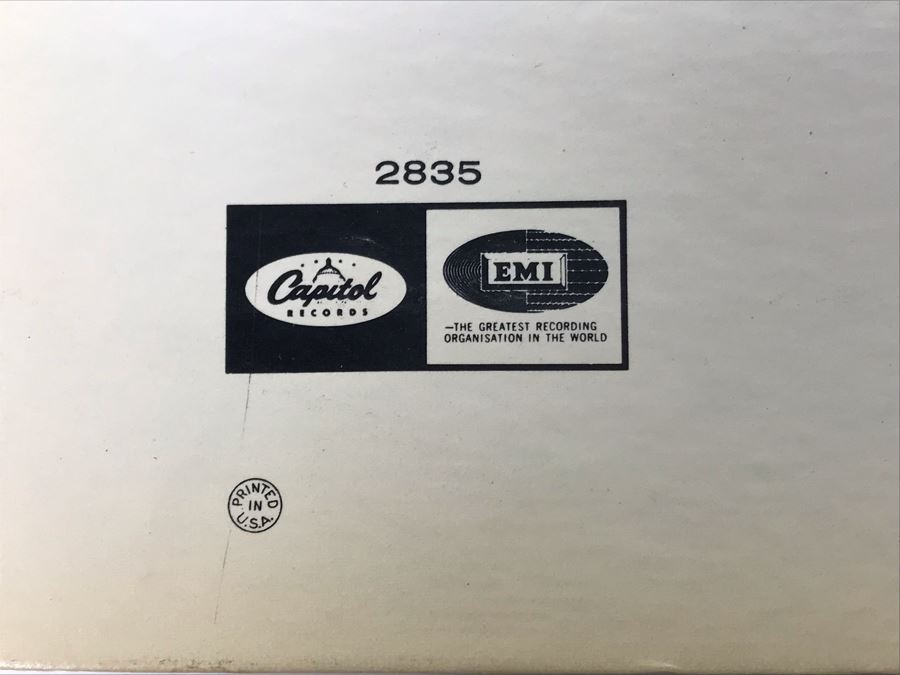 2835
Capitol
RECORDS
EMI
—THE GREATEST RECORDING
ORGANISATION IN THE WORLD
PRINTED
IN
U.S.A.